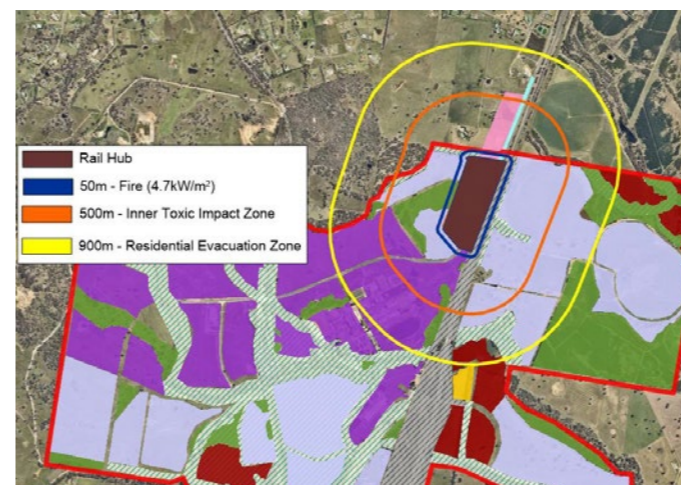 Rail Hub
50m - Fire (4.7kW/m²)
500m - Inner Toxic Impact Zone
900m - Residential Evacuation Zone